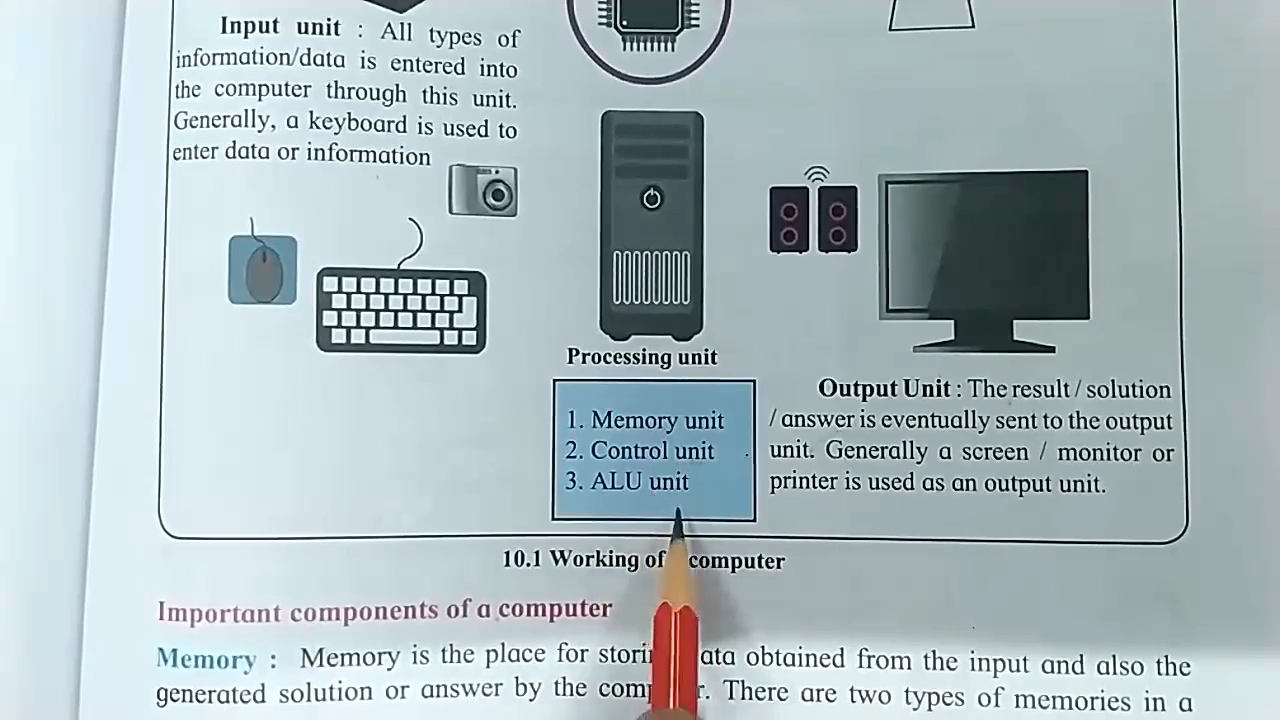 Input unit : All types of
information/data is entered into
the computer through this unit.
Generally, a keyboard is used to
enter data or information
Processing unit
1. Memory unit
2. Control unit
3. ALU unit
Output Unit : The result / solution
/ answer is eventually sent to the output
unit. Generally a screen / monitor or
printer is used as an output unit.
10.1 Working of computer
Important components of a computer
Memory : Memory is the place for obtained from the input and also the
generated solution or answer by the There are two types of memories in a